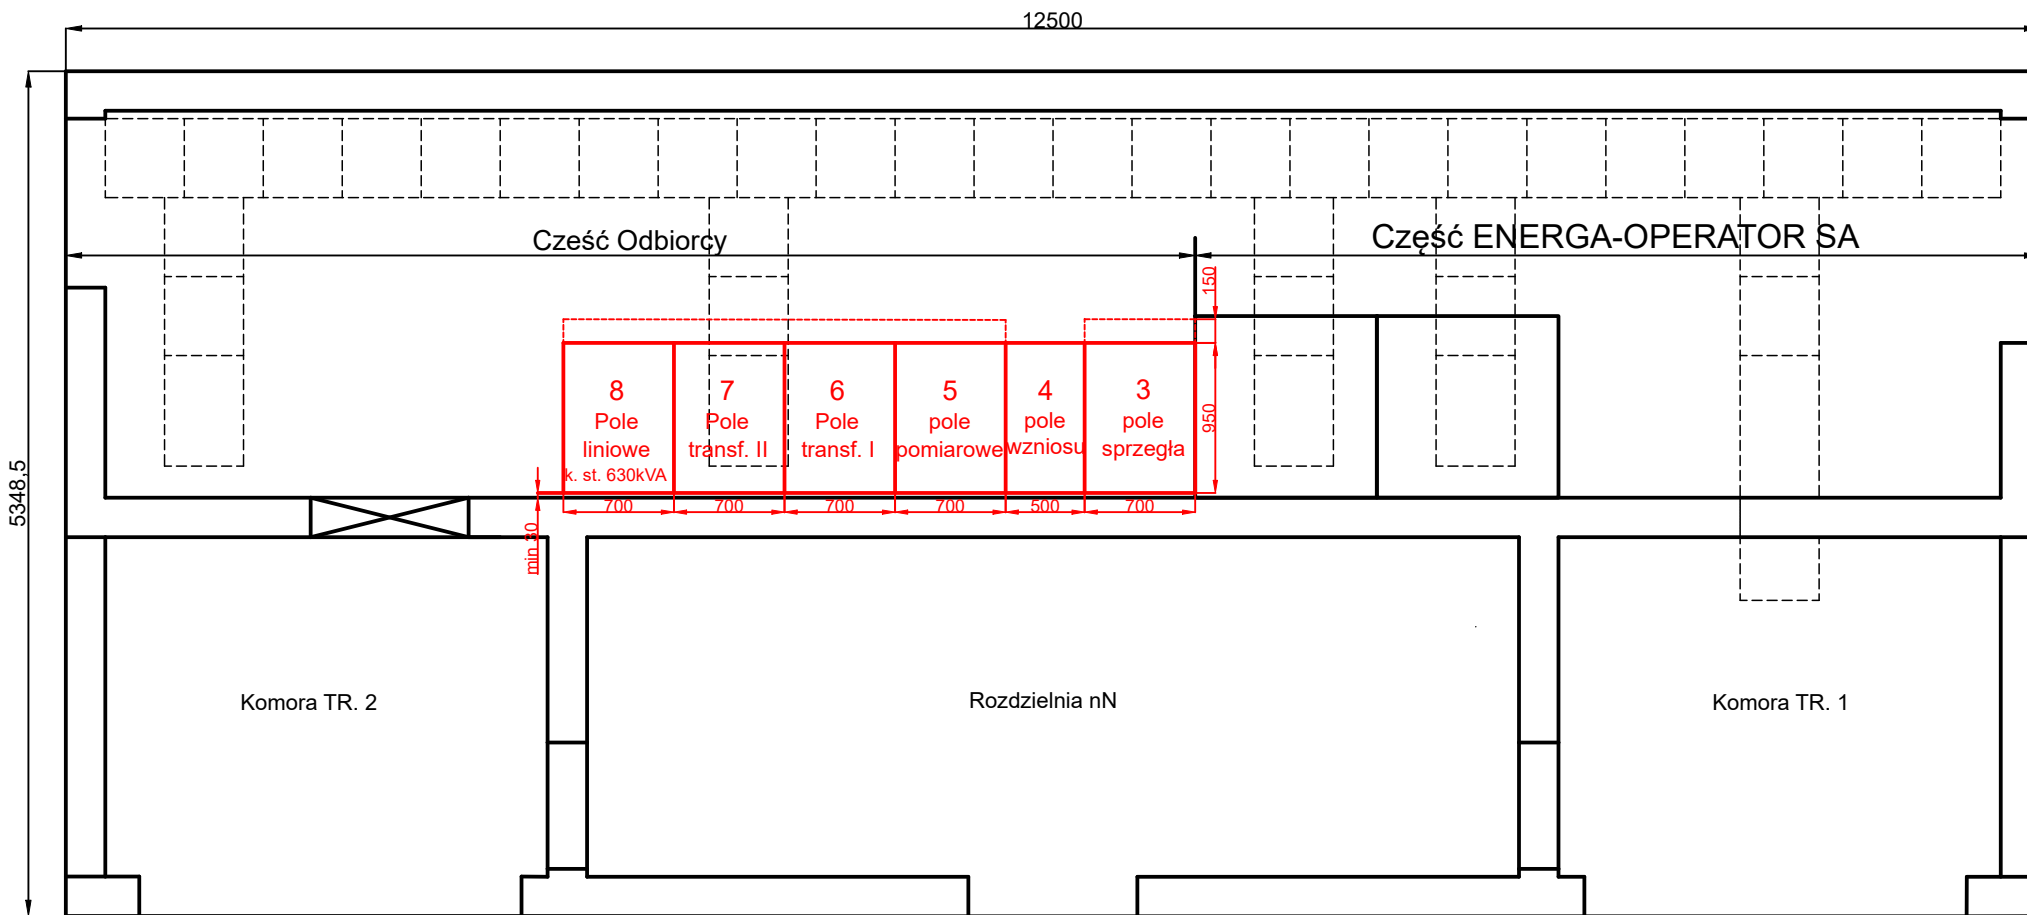 12500
Cześć Odbiorcy
Część ENERGA-OPERATOR SA
150
8
Pole
liniowe
k. st. 630kVA
7
Pole
transf. II
6
Pole
transf. I
5
pole
pomiarowe
4
pole
wzniosu
3
pole
sprzegła
950
5348,5
700
700
700
700
500
700
min 30
Komora TR. 2
Rozdzielnia nN
Komora TR. 1